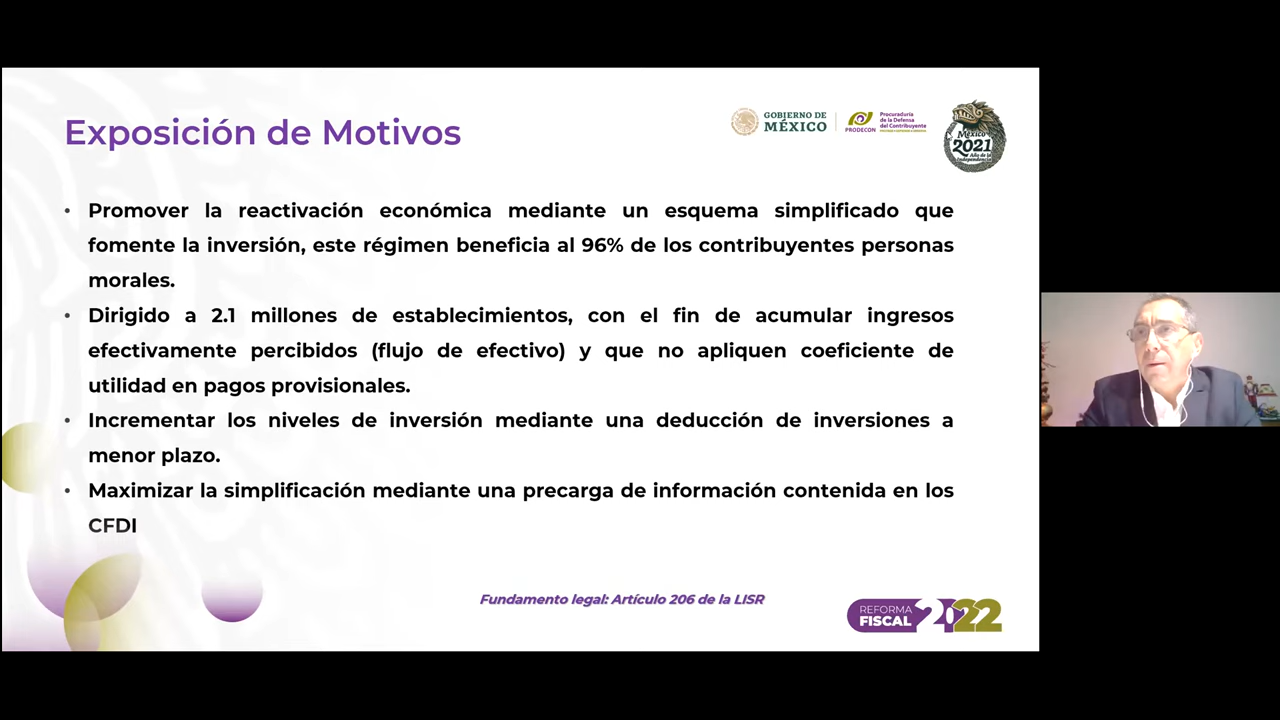 Exposición de Motivos
GOBIERNO DE
MÉXICO
PRODECON
Procuraduría
de la Defensa
del Contribuyente
México
2021
Año de la
Independencia
• Promover la reactivación económica mediante un esquema simplificado que
fomente la inversión, este régimen beneficia al 96% de los contribuyentes personas
morales.
• Dirigido a 2.1 millones de establecimientos, con el fin de acumular ingresos
efectivamente percibidos (flujo de efectivo) y que no apliquen coeficiente de
utilidad en pagos provisionales.
• Incrementar los niveles de inversión mediante una deducción de inversiones a
menor plazo.
• Maximizar la simplificación mediante una precarga de información contenida en los
CFDI
Fundamento legal: Artículo 206 de la LISR
REFORMA
FISCAL 2022